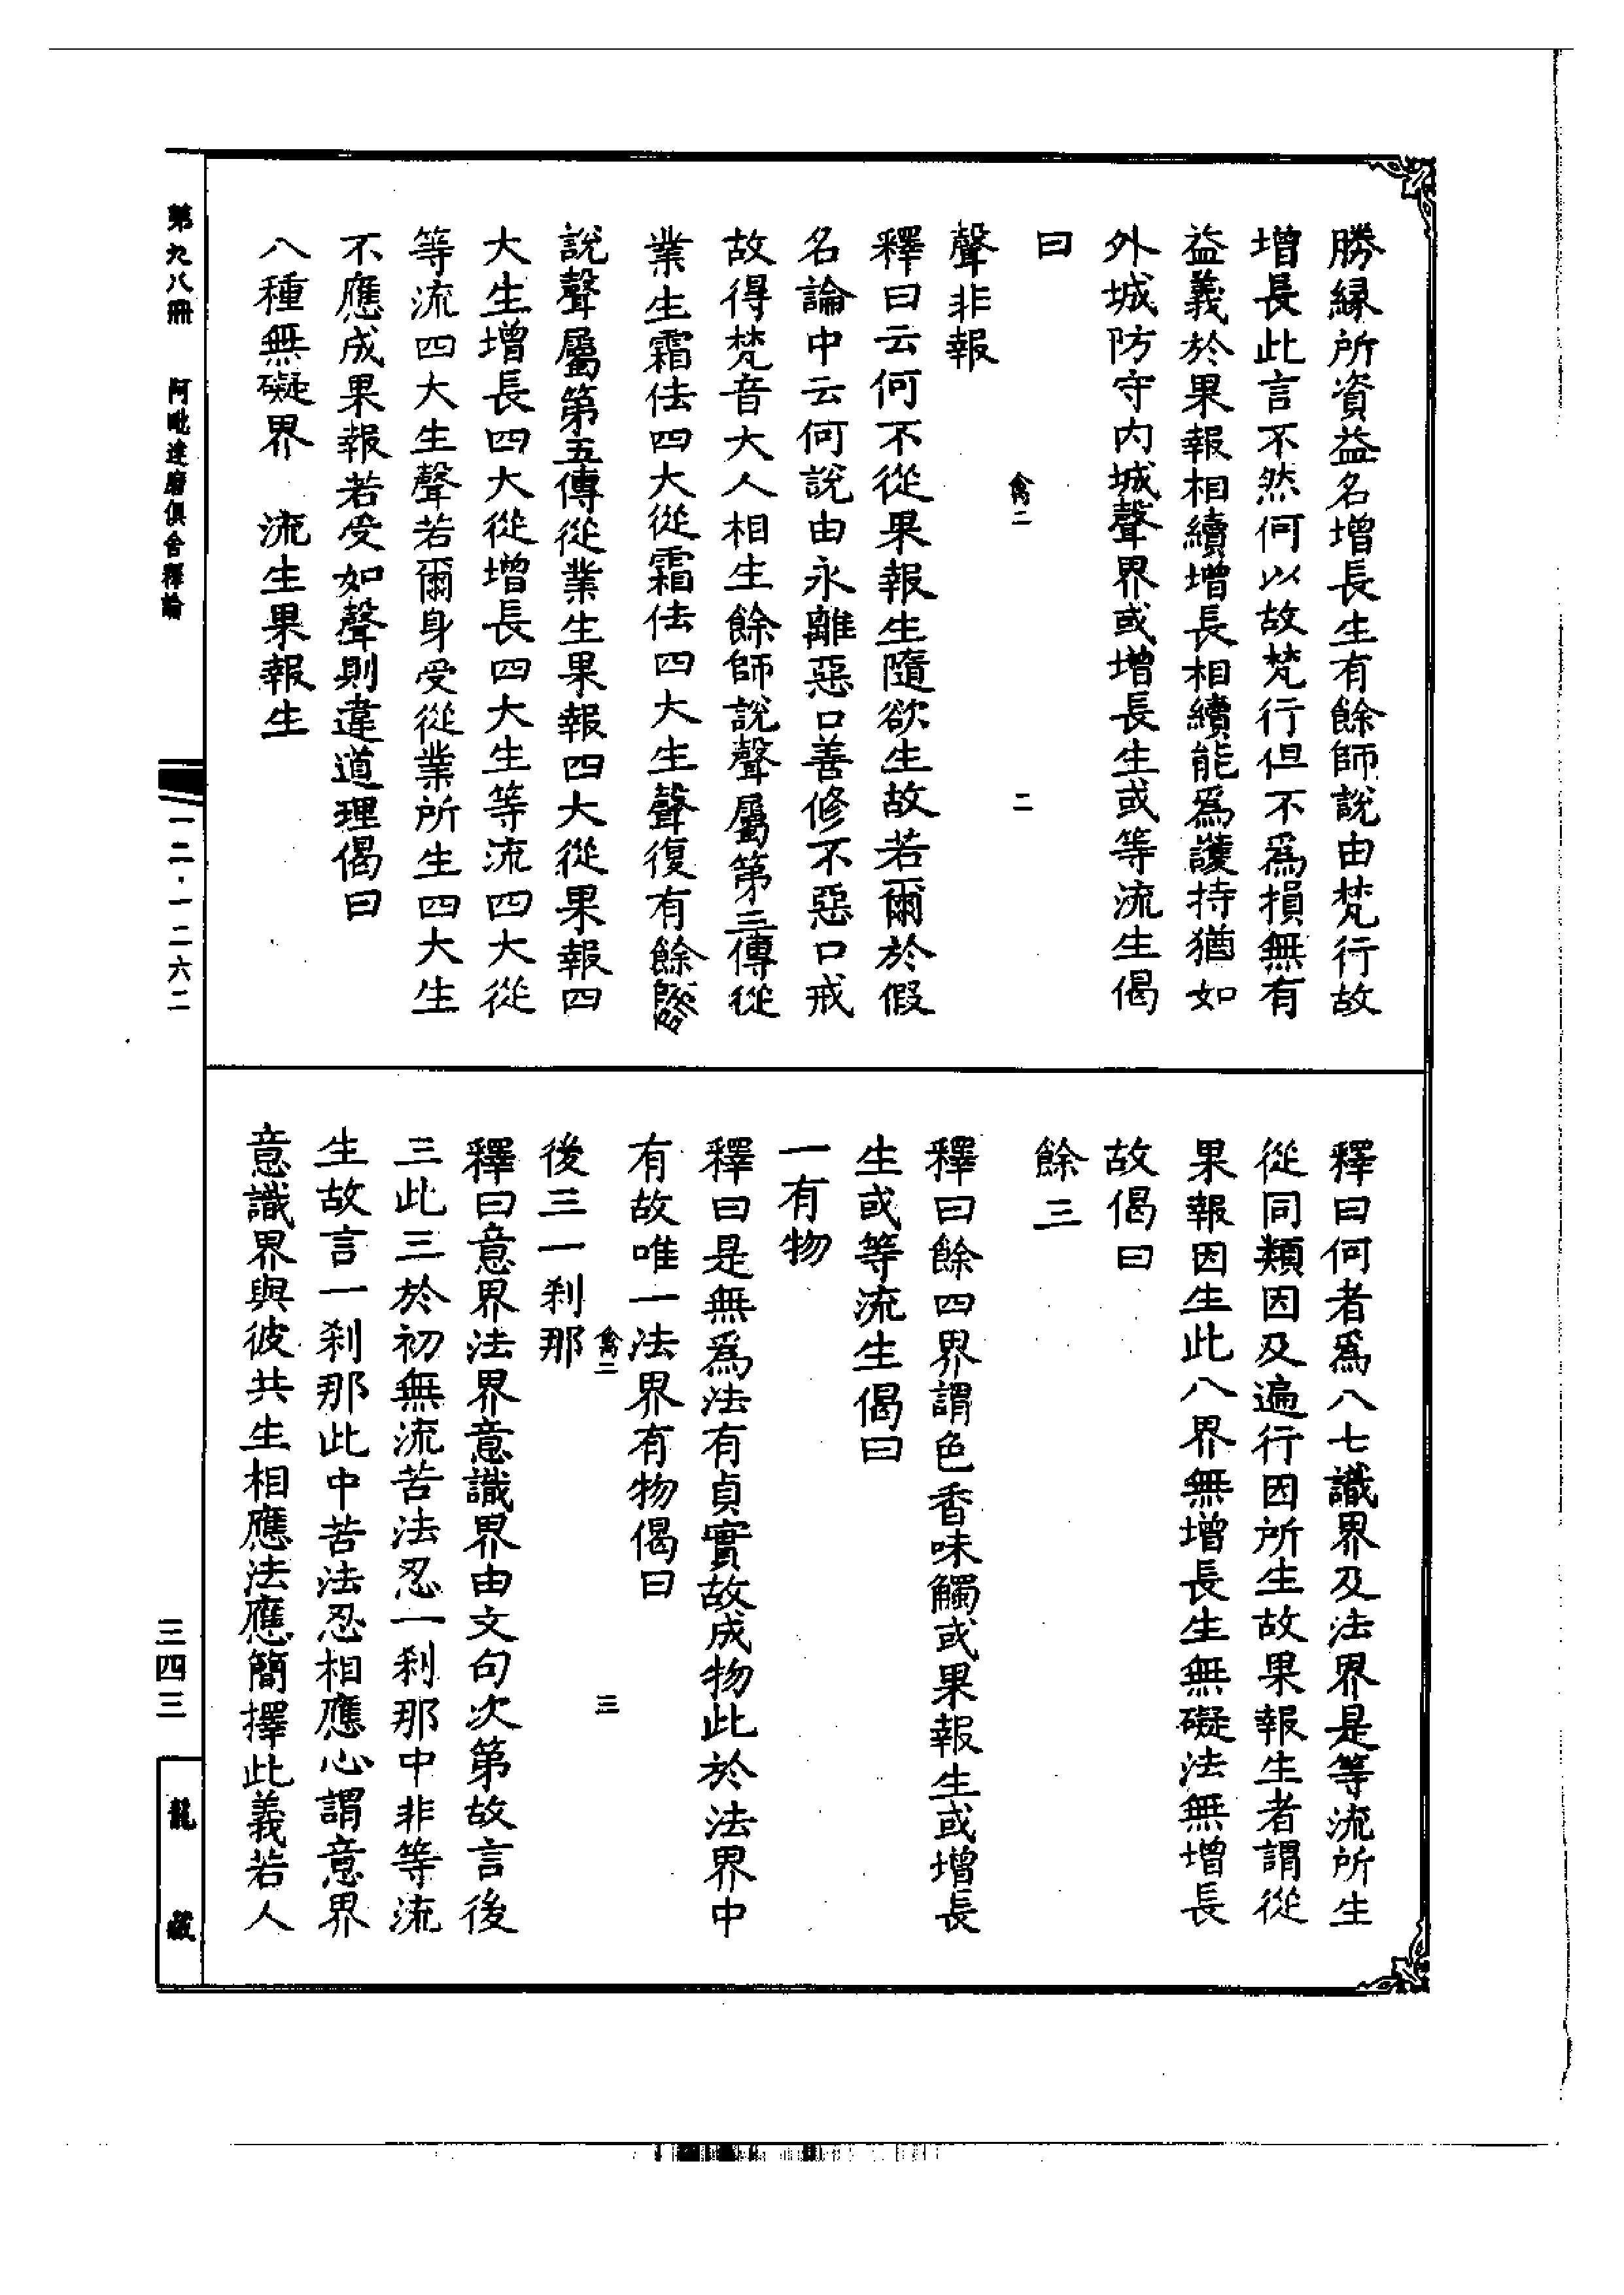 勝緣所資益名增長生有餘師說由梵行故
增長此言不然何以故梵行但不為損無有
益義於果報相續增長相續能為護持猶如
外城防守內城聲界或增長生或等流生偈
曰
禽二
二
聲非報
釋曰云何不從果報生隨欲生故若爾於假
名論中云何說由永離惡口善修不惡口戒
故得梵音大人相生餘師說聲屬第三傳從
業生霜佉四大從霜佉四大生聲復有餘師
說聲屬第五傳從業生果報四大從果報四
大生增長四大從增長四大生等流四大從
等流四大生聲若爾身受從業所生四大生
不應成果報若受如聲則違道理偈曰
八種無礙界　流生果報生
釋曰何者為八七識界及法界是等流所生
從同類因及遍行因所生故果報生者謂從
果報因生此八界無增長生無礙法無增長
故偈曰
餘三
釋曰餘四界謂色香味觸或果報生或增長
生或等流生偈曰
一有物
釋曰是無為法有貞實故成物此於法界中
有故唯一法界有物偈曰
禽二
三
後三一剎那
釋曰意界法界意識界由文句次第故言後
三此三於初無流苦法忍一剎那中非等流
生故言一剎那此中苦法忍相應心謂意界
意識界與彼共生相應法應簡擇此義若人
第九八冊　阿毗達磨俱舍釋論
一二·一二六二
三四三
龍藏